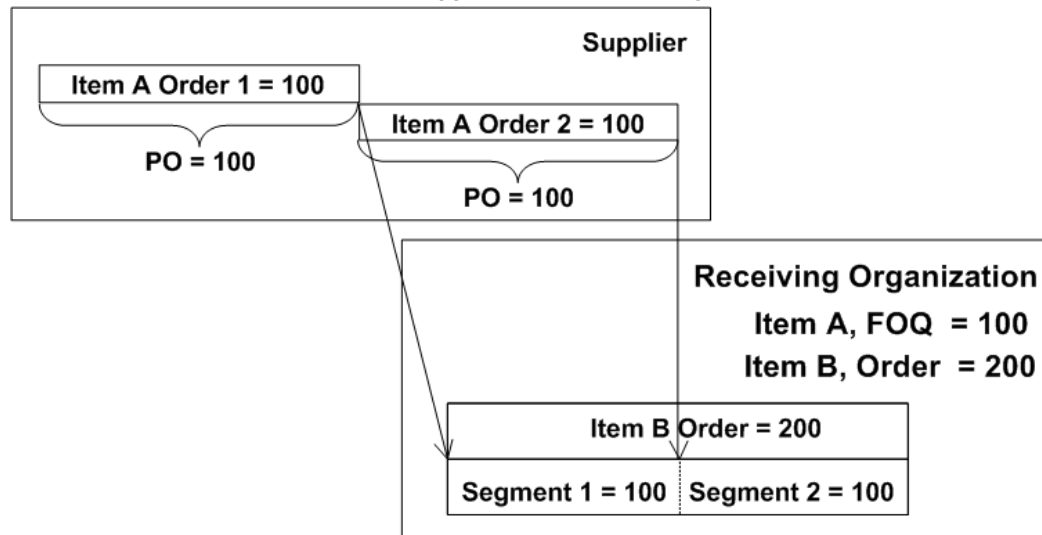 Supplier
Item A Order 1 = 100
Item A Order 2 = 100
PO = 100
PO = 100
Receiving Organization
Item A, FOQ = 100
Item B, Order = 200
Item B Order = 200
Segment 1 = 100
Segment 2 = 100